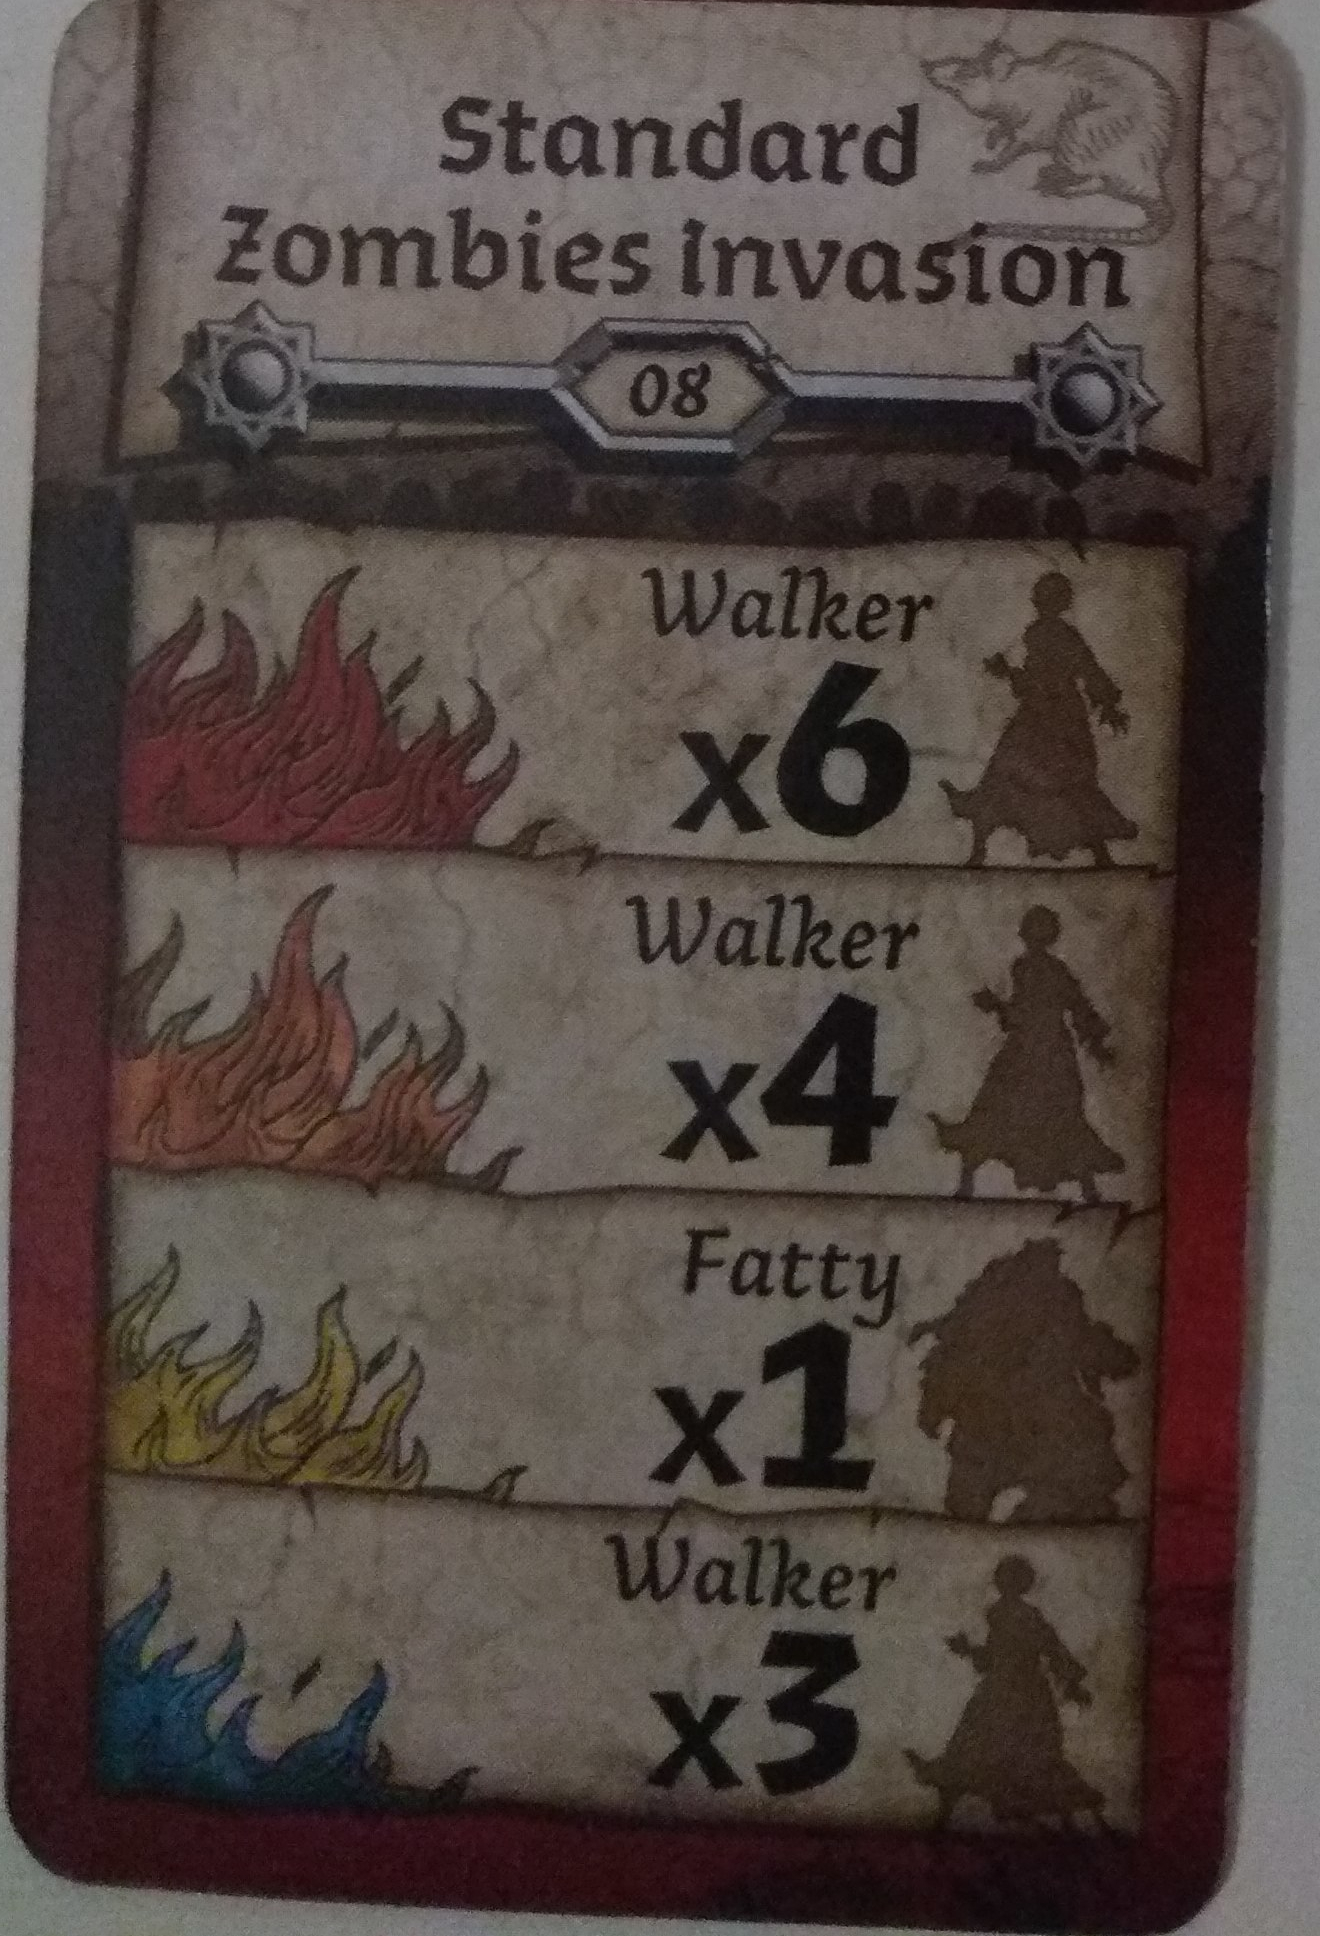 Standard
Zombies Invasion
08
Walker
x6
Walker
x4
Fatty
x1
Walker
x3